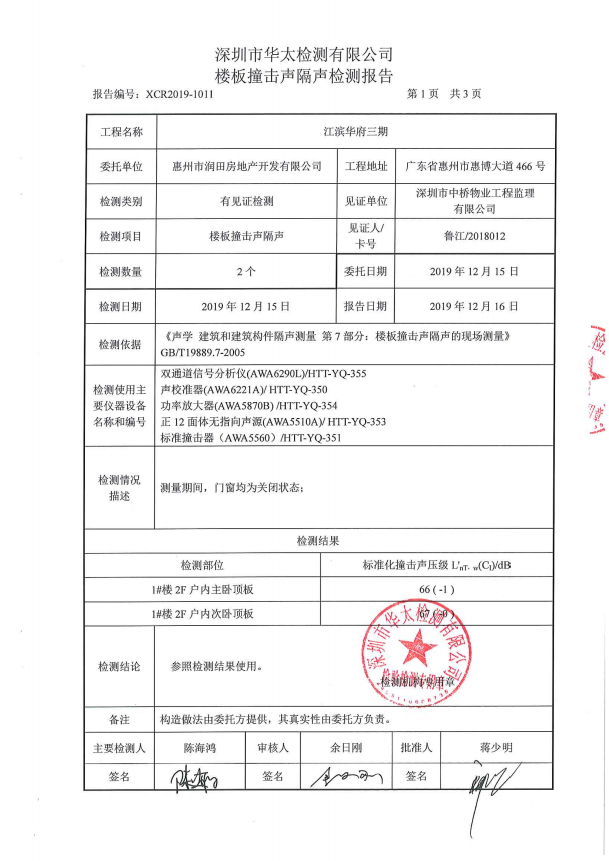 深圳市华太检测有限公司
楼板撞击声隔声检测报告
报告编号：XCR2019-1011 第1页 共3页
工程名称 江滨华府三期
委托单位 惠州市润田房地产开发有限公司 工程地址 广东省惠州市惠博大道466号
检测类别 有见证检测 见证单位 深圳市中桥物业工程监理
有限公司
检测项目 楼板撞击声隔声 见证人/
卡号 鲁江/2018012
检测数量 2个 委托日期 2019年12月15日
检测日期 2019年12月15日 报告日期 2019年12月16日
检测依据 《声学 建筑和建筑构件隔声测量 第7部分：楼板撞击声隔声的现场测量》
GB/T19889.7-2005
检测使用主
要仪器设备
名称和编号
双通道信号分析仪(AWA6290L)/HTT-YQ-355
声校准器(AWA6221A)/ HTT-YQ-350
功率放大器(AWA5870B) /HTT-YQ-354
正12面体无指向声源(AWA5510A)/ HTT-YQ-353
标准撞击器（AWA5560）/HTT-YQ-351
检测情况
描述
测量期间，门窗均为关闭状态；
检测结果
检测部位 标准化撞击声压级 L'nT，w(CI)/dB
1#楼 2F 户内主卧顶板 66 ( -1 )
1#楼 2F 户内次卧顶板 67 ( -0 )
检测结论 参照检测结果使用。
深圳市华太检测有限公司
检验检测专用章
检测机构专用章
备注 构造做法由委托方提供，其真实性由委托方负责。
主要检测人 陈海鸿 审核人 余日刚 批准人 蒋少明
签名 签名 签名